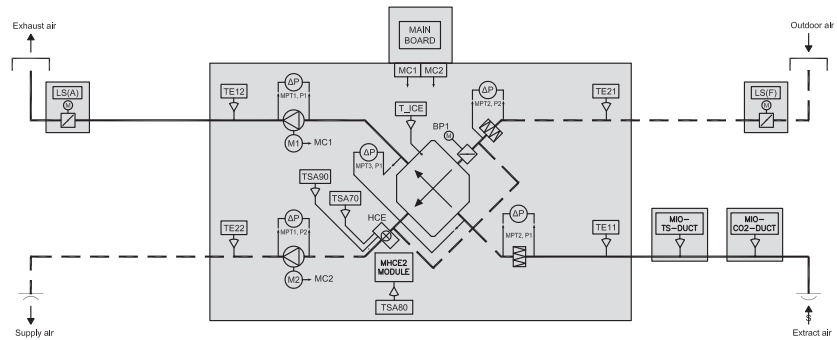 Exhaust air
Outdoor air
MAIN
BOARD
MC1
MC2
LS(A)
M
TE12
ΔP
MPT1, P1
M1
MC1
T_ICE
ΔP
MPT2, P2
BP1
M
TE21
LS(F)
M
ΔP
MPT3, P1
TSA90
TSA70
HCE
TE22
ΔP
MPT1, P2
M2
MC2
MHCE2
MODULE
TSA80
ΔP
MPT2, P1
TE11
MIO-
TS-DUCT
MIO-
CO2-DUCT
Supply air
Extract air